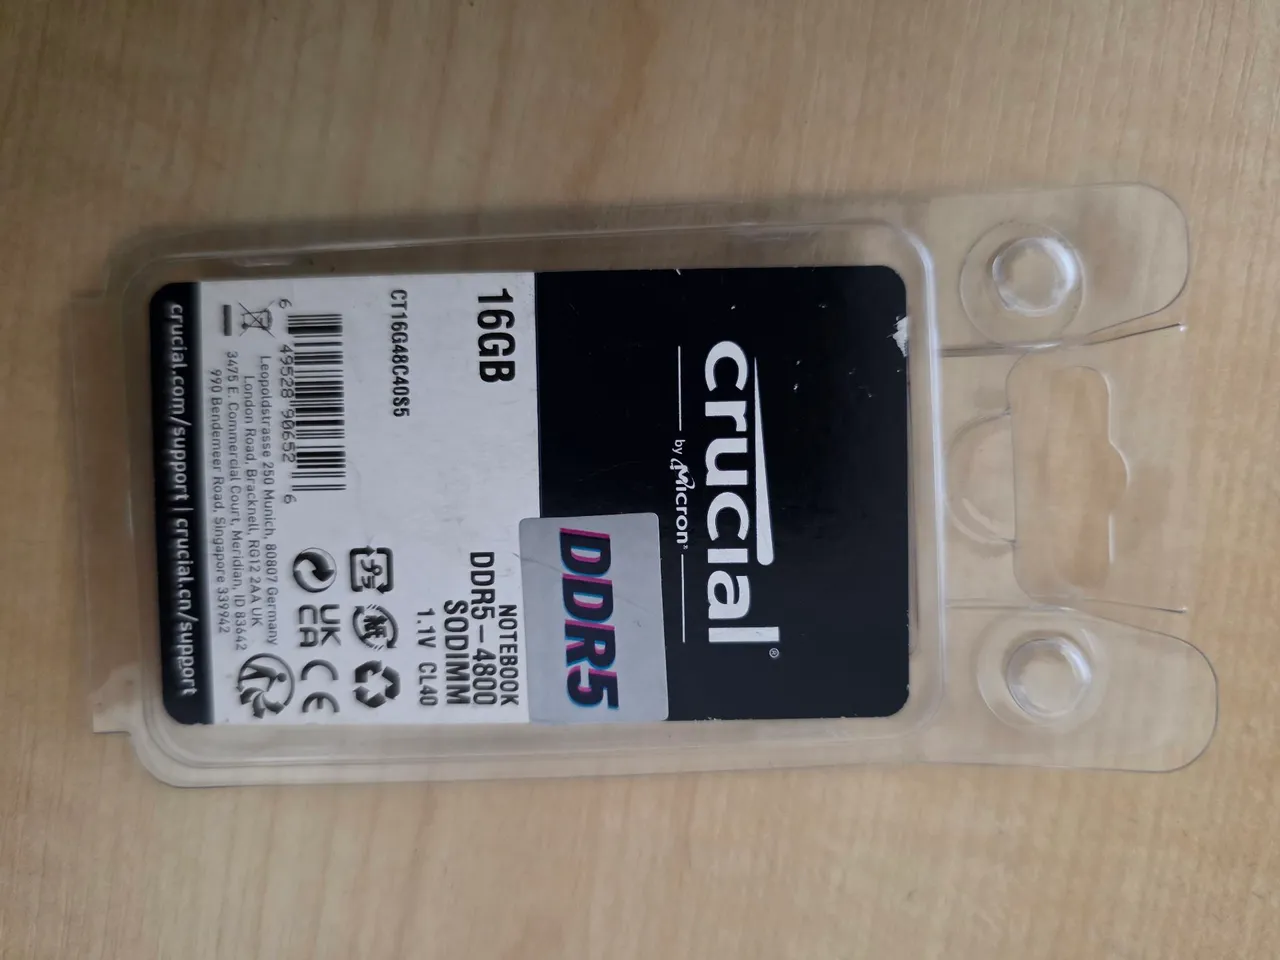 crucial®
by Micron®
DDR5
16GB
NOTEBOOK
DDR5-4800
SODIMM
1.1V CL40
CT16G48C40S5
6 49528 90652 6
UK
CA
CE
Leopoldstrasse 250 Munich, 80807 Germany
London Road, Bracknell, RG12 2AA UK
3475 E. Commercial Court, Meridian, ID 83642
990 Bendemeer Road, Singapore 339942
crucial.com/support | crucial.cn/support